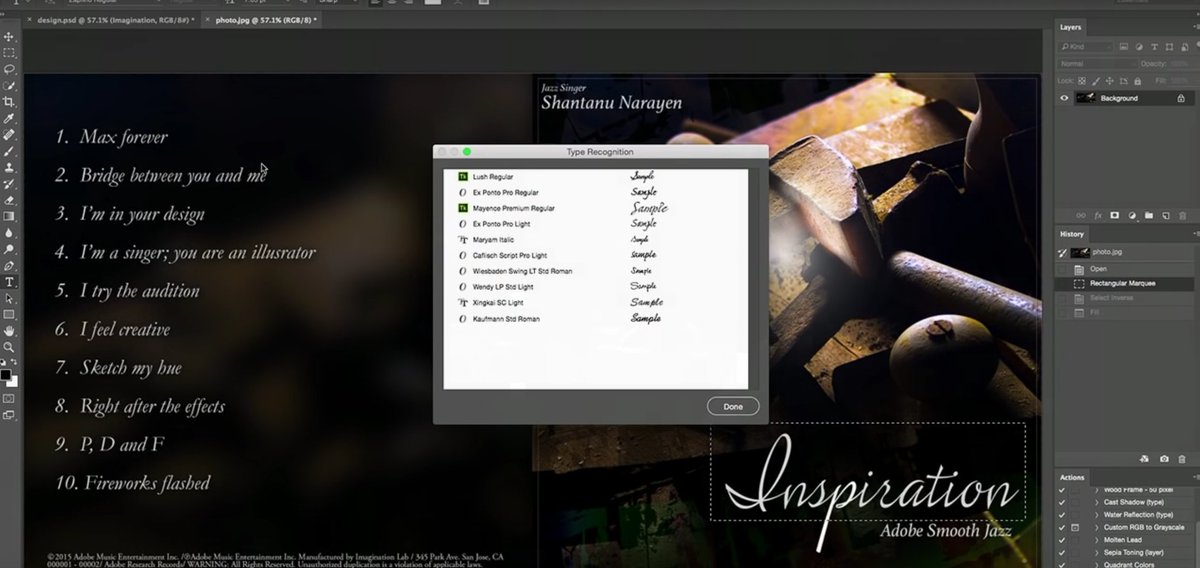 design.psd @ 57.1% (Imagination, RGB/8#) *
photo.jpg @ 57.1% (RGB/8) *
1. Max forever
2. Bridge between you and me
3. I'm in your design
4. I'm a singer; you are an illusrator
5. I try the audition
6. I feel creative
7. Sketch my hue
8. Right after the effects
9. P, D and F
10. Fireworks flashed
©2015 Adobe Music Entertainment Inc. /®Adobe Music Entertainment Inc. Manufactured by Imagination Lab / 345 Park Ave. San Jose, CA
000001 - 00002/ Adobe Research Records/ WARNING: All Rights Reserved. Unauthorized duplication is a violation of applicable laws.
Jazz Singer
Shantanu Narayen
Type Recognition
Lush Regular Sample
Ex Ponto Pro Regular Sample
Mayence Premium Regular Sample
Ex Ponto Pro Light Sample
Maryam Italic Sample
Caflisch Script Pro Light Sample
Wiesbaden Swing LT Std Roman Sample
Wendy LP Std Light Sample
Xingkai SC Light Sample
Kaufmann Std Roman Sample
Done
Inspiration
Adobe Smooth Jazz
Layers
Kind
Normal
Opacity:
Lock:
Fill:
Background
History
photo.jpg
Open
Rectangular Marquee
Select Inverse
Fill
Actions
Wood Frame - 50 pixel
Cast Shadow (type)
Water Reflection (type)
Custom RGB to Grayscale
Molten Lead
Sepia Toning (layer)
Quadrant Colors